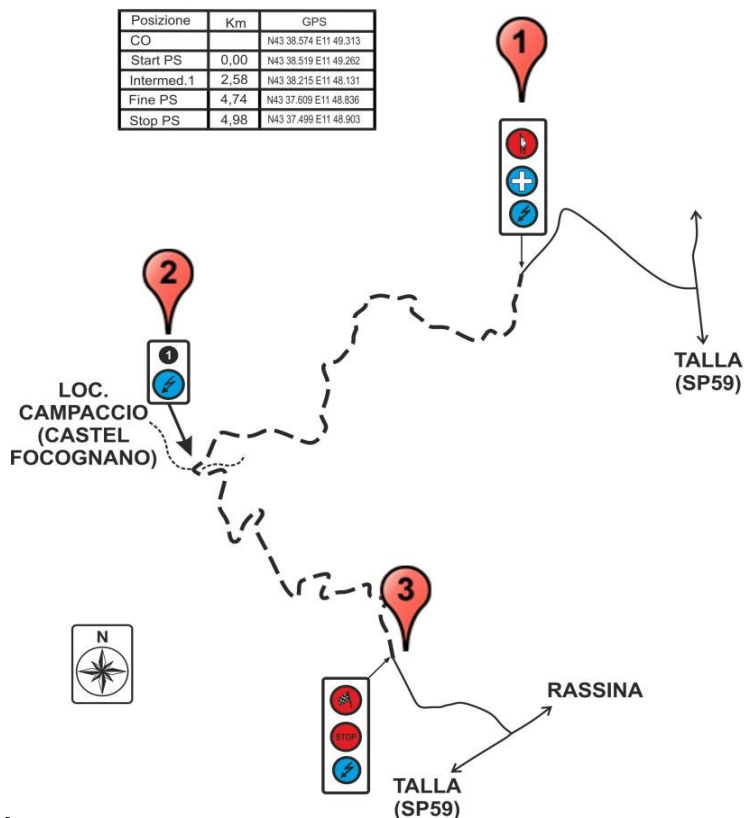 Posizione Km GPS
CO N43 38.574 E11 49.313
Start PS 0,00 N43 38.519 E11 49.262
Intermed.1 2,58 N43 38.215 E11 48.131
Fine PS 4,74 N43 37.609 E11 48.836
Stop PS 4,98 N43 37.499 E11 48.903
1
2
1
TALLA
(SP59)
LOC.
CAMPACCIO
(CASTEL
FOCOGNANO)
3
N
RASSINA
STOP
TALLA
(SP59)